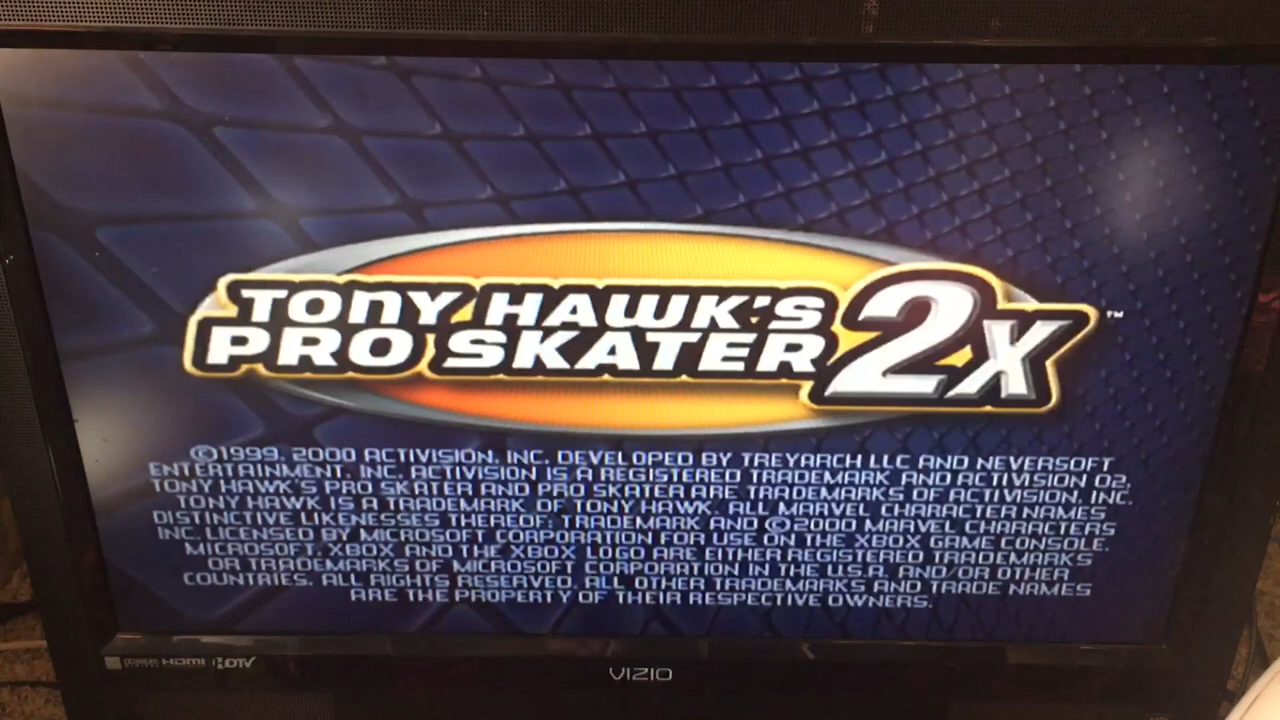 TONY HAWK'S
PRO SKATER 2X™
©1999, 2000 ACTIVISION, INC. DEVELOPED BY TREYARCH LLC AND NEVERSOFT
ENTERTAINMENT, INC. ACTIVISION IS A REGISTERED TRADEMARK AND ACTIVISION O2,
TONY HAWK'S PRO SKATER AND PRO SKATER ARE TRADEMARKS OF ACTIVISION, INC.
TONY HAWK IS A TRADEMARK OF TONY HAWK. ALL MARVEL CHARACTER NAMES
DISTINCTIVE LIKENESSES THEREOF: TRADEMARK AND ©2000 MARVEL CHARACTERS
INC. LICENSED BY MICROSOFT CORPORATION FOR USE ON THE XBOX GAME CONSOLE.
MICROSOFT, XBOX AND THE XBOX LOGO ARE EITHER REGISTERED TRADEMARKS
OR TRADEMARKS OF MICROSOFT CORPORATION IN THE U.S.A. AND/OR OTHER
COUNTRIES. ALL RIGHTS RESERVED. ALL OTHER TRADEMARKS AND TRADE NAMES
ARE THE PROPERTY OF THEIR RESPECTIVE OWNERS.
HDMI HDTV
VIZIO